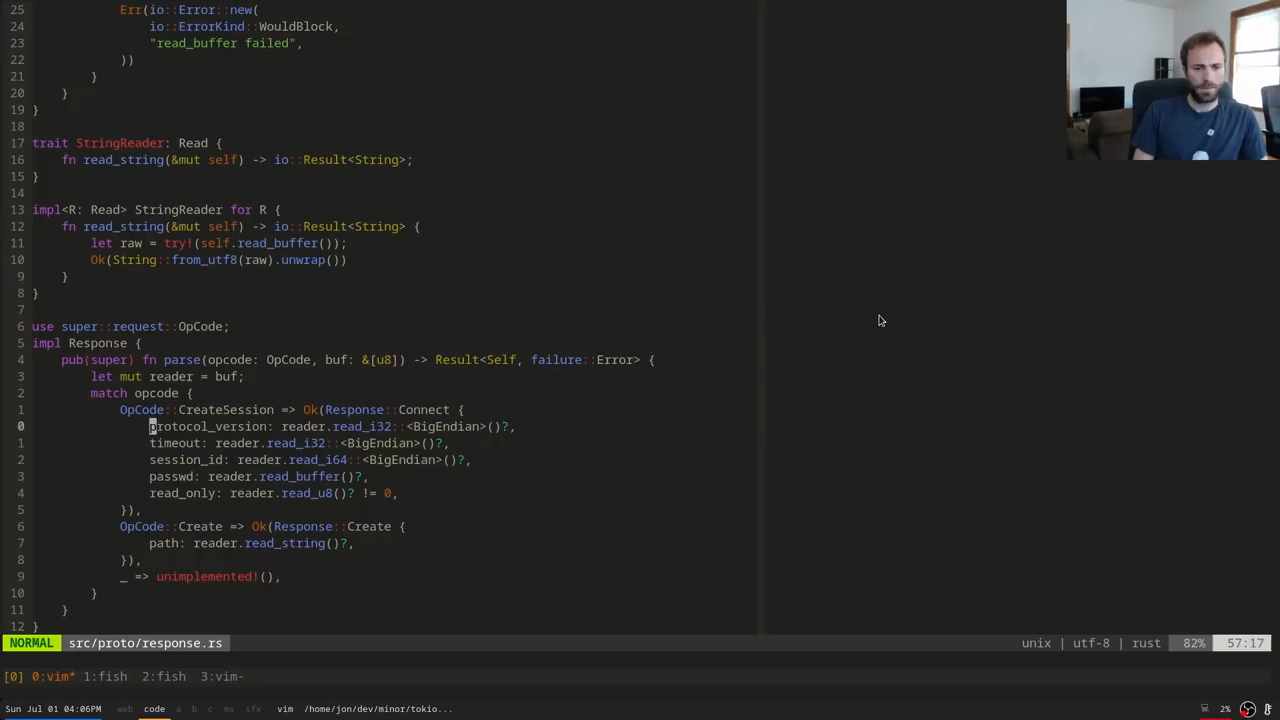 25             Err(io::Error::new(
24                 io::ErrorKind::WouldBlock,
23                 "read_buffer failed",
22             ))
21         }
20     }
19 }
18
17 trait StringReader: Read {
16     fn read_string(&mut self) -> io::Result<String>;
15 }
14
13 impl<R: Read> StringReader for R {
12     fn read_string(&mut self) -> io::Result<String> {
11         let raw = try!(self.read_buffer());
10         Ok(String::from_utf8(raw).unwrap())
9     }
8 }
7
6 use super::request::OpCode;
5 impl Response {
4     pub(super) fn parse(opcode: OpCode, buf: &[u8]) -> Result<Self, failure::Error> {
3         let mut reader = buf;
2         match opcode {
1             OpCode::CreateSession => Ok(Response::Connect {
0                 protocol_version: reader.read_i32::<BigEndian>()?,
1                 timeout: reader.read_i32::<BigEndian>()?,
2                 session_id: reader.read_i64::<BigEndian>()?,
3                 passwd: reader.read_buffer()?,
4                 read_only: reader.read_u8()? != 0,
5             }),
6             OpCode::Create => Ok(Response::Create {
7                 path: reader.read_string()?,
8             }),
9             _ => unimplemented!(),
10         }
11     }
12 }
NORMAL src/proto/response.rs unix | utf-8 | rust 82% 57:17
[0] 0:vim* 1:fish 2:fish 3:vim-
Sun Jul 01 04:06PM web code a b c mx sfx vim /home/jon/dev/minor/tokio... 2%